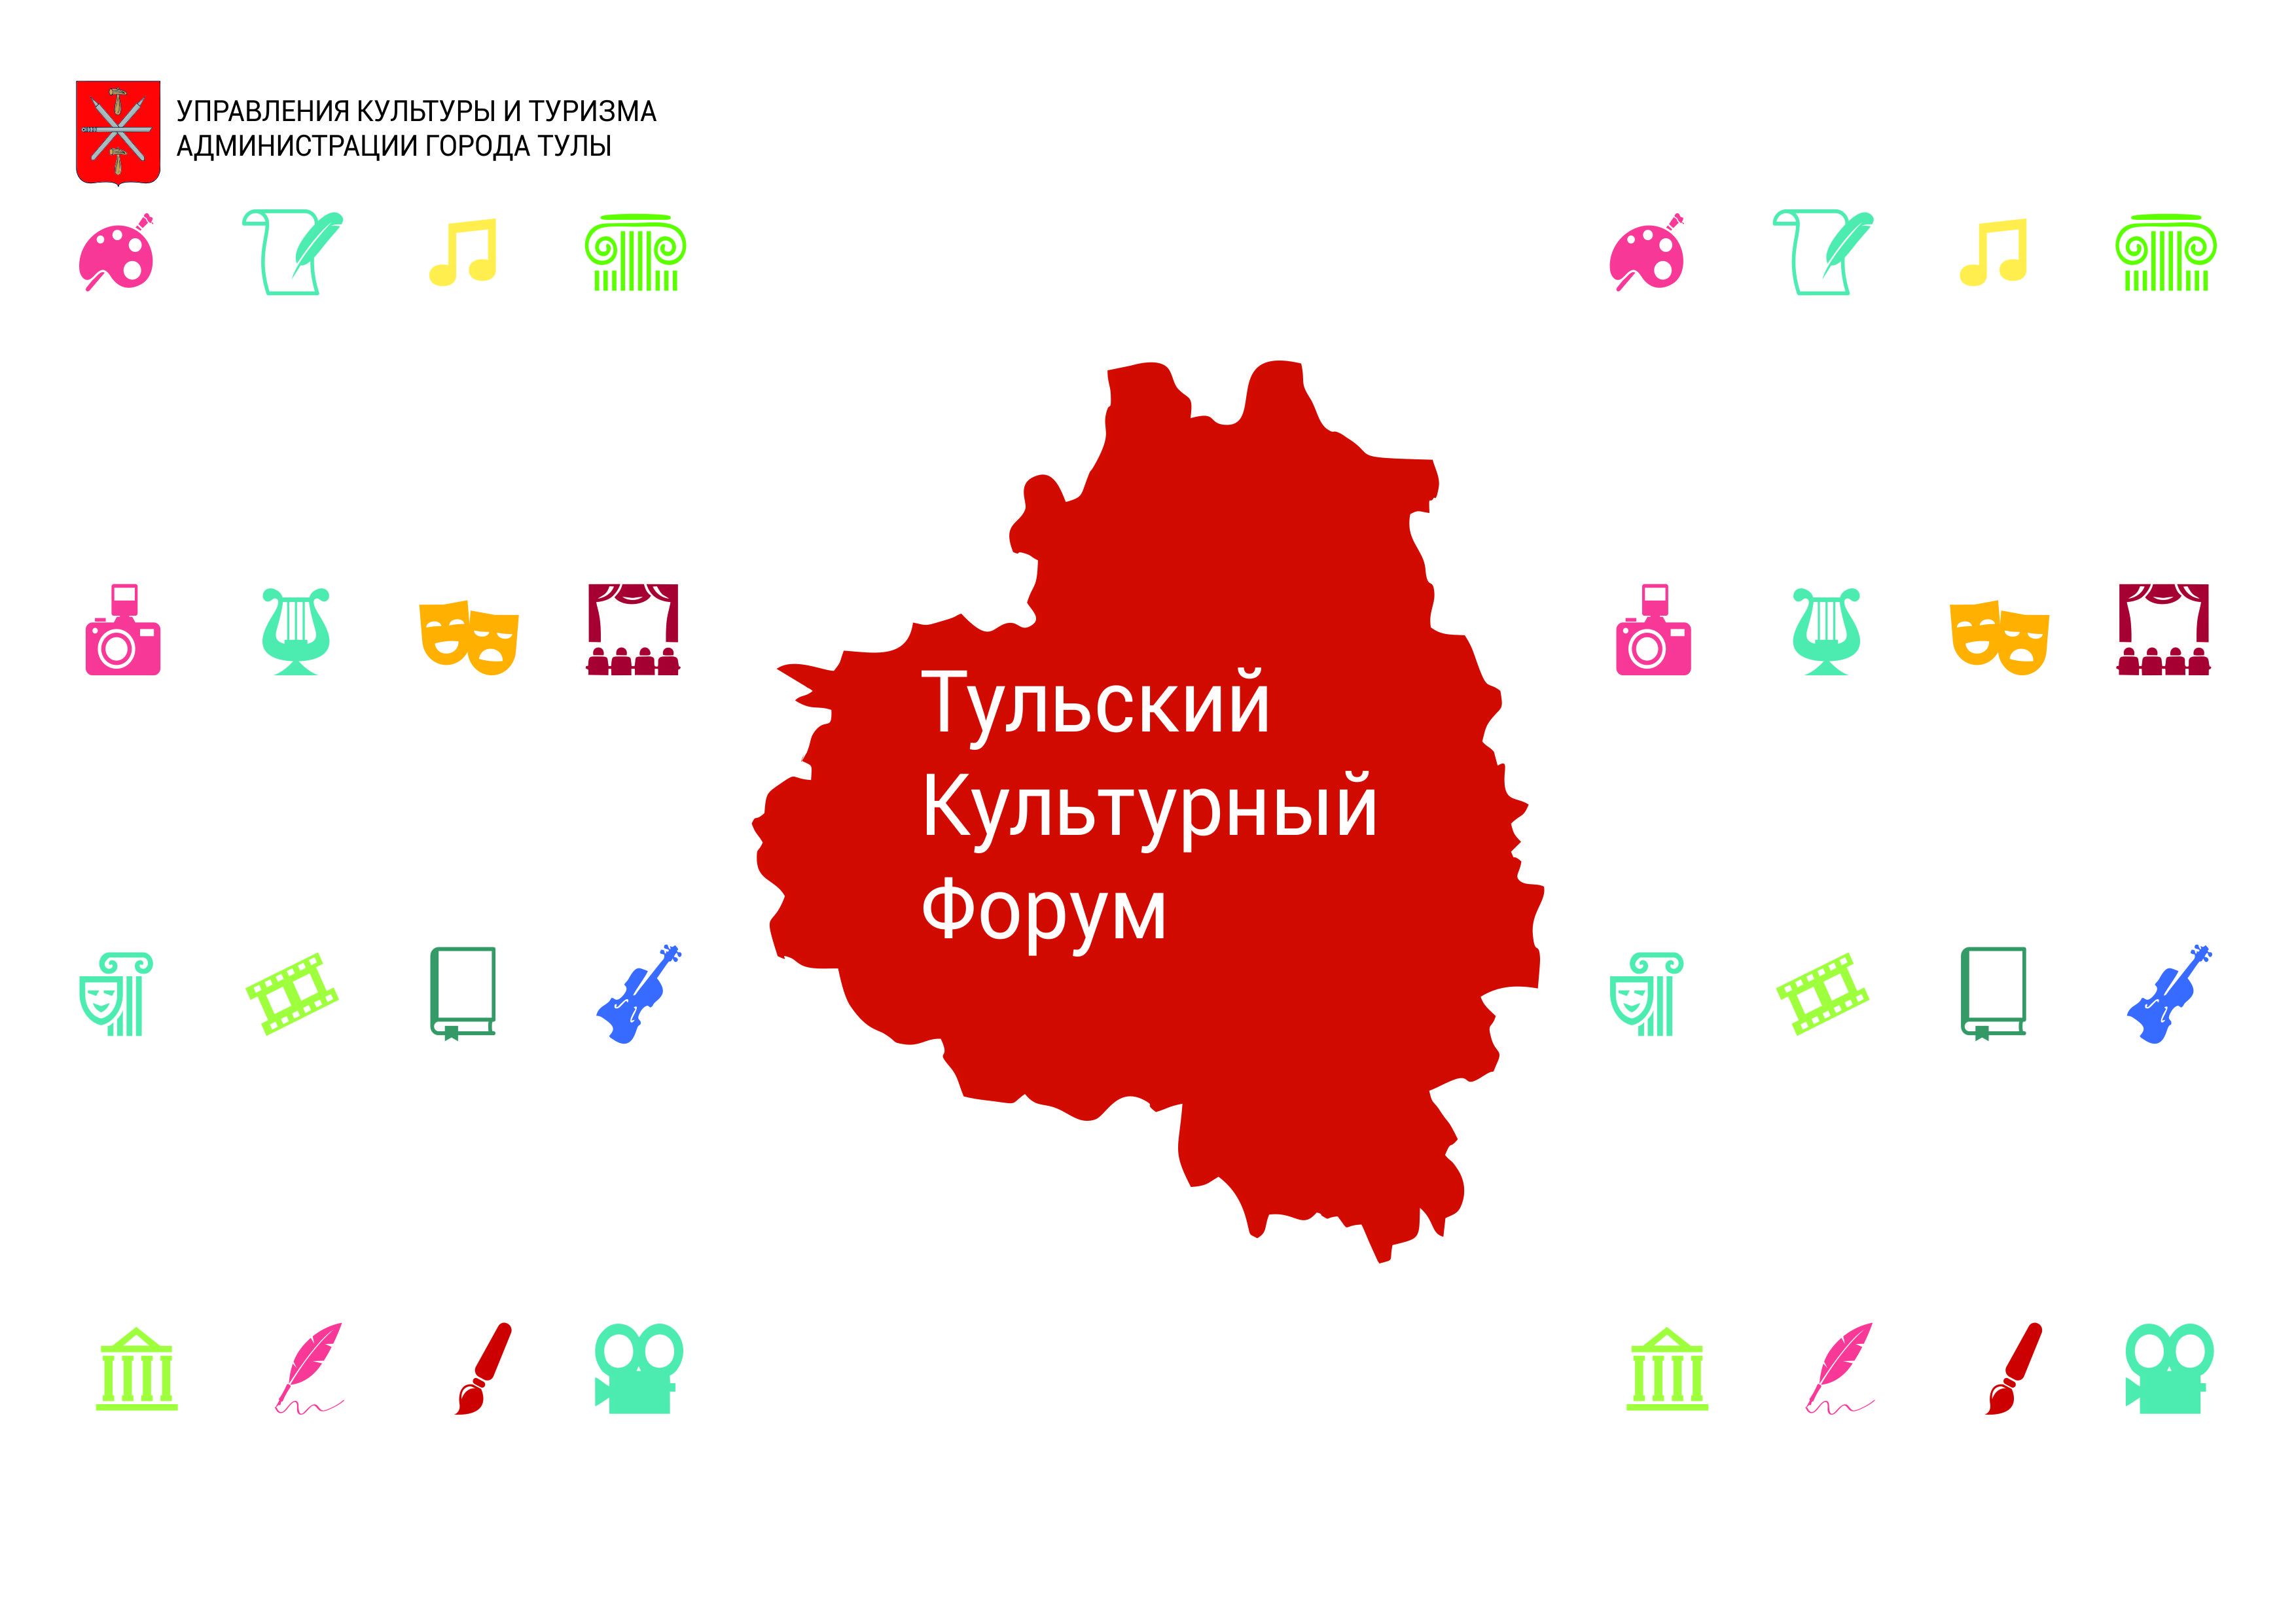 УПРАВЛЕНИЯ КУЛЬТУРЫ И ТУРИЗМА
АДМИНИСТРАЦИИ ГОРОДА ТУЛЫ
Тульский
Культурный
Форум